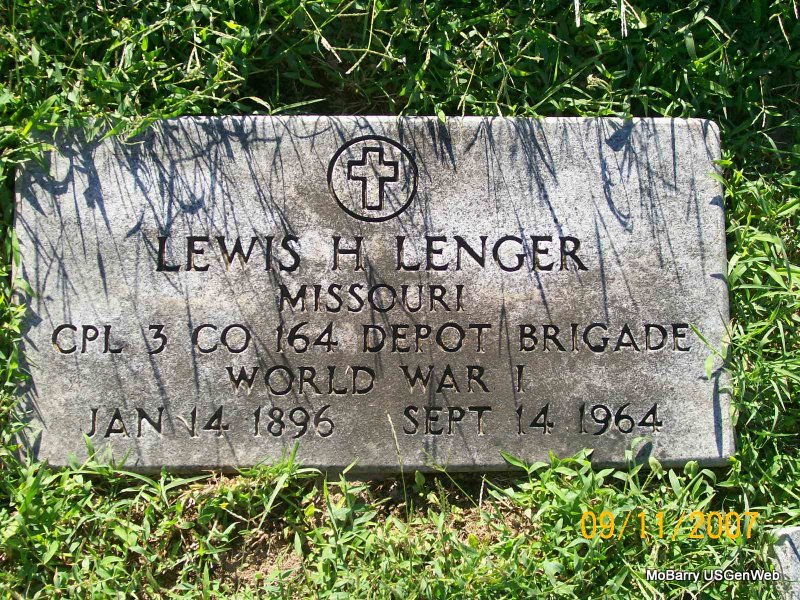 LEWIS H LENGER
MISSOURI
CPL 3 CO 164 DEPOT BRIGADE
WORLD WAR I
JAN 14 1896 SEPT 14 1964
09/11/2007
MoBarry USGenWeb